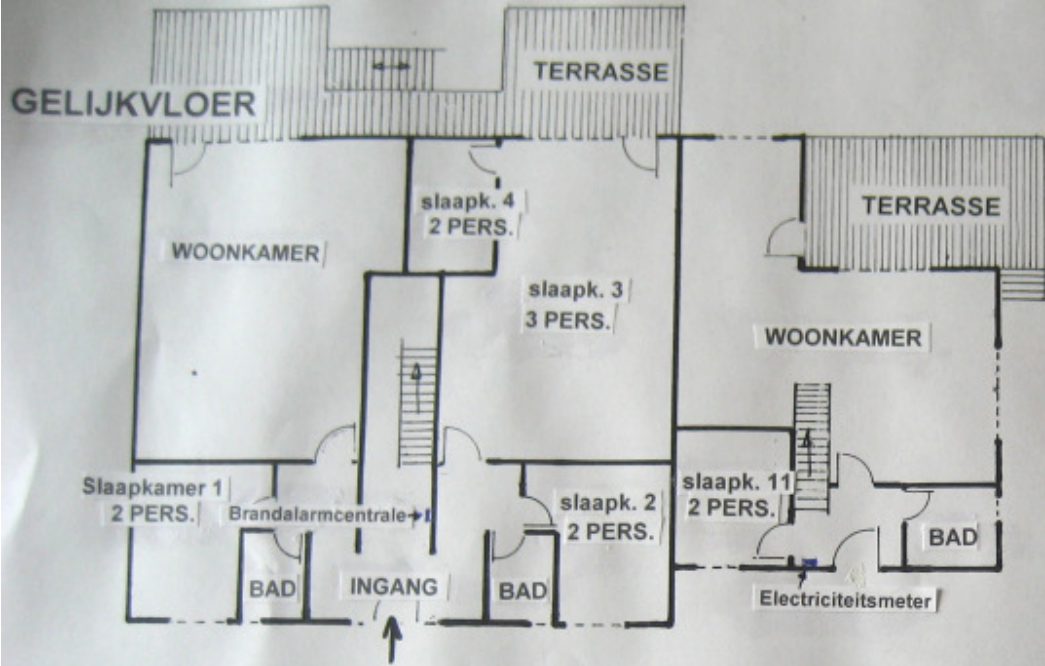 TERRASSE
GELIJKVLOER
slaapk. 4
2 PERS.
TERRASSE
WOONKAMER
slaapk. 3
3 PERS.
WOONKAMER
Slaapkamer 1
2 PERS.
Brandalarmcentrale
slaapk. 2
2 PERS.
slaapk. 11
2 PERS.
BAD
BAD
INGANG
BAD
Electriciteitsmeter